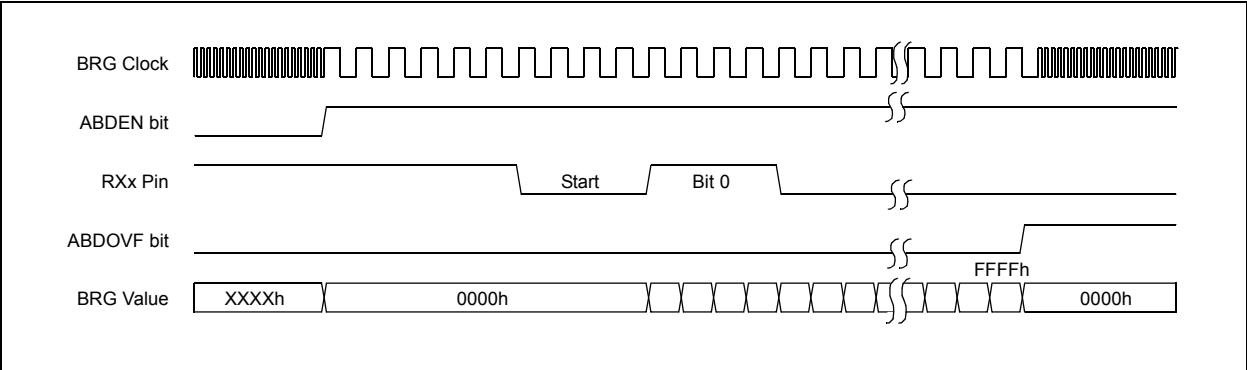 BRG Clock
ABDEN bit
RXx Pin
Start
Bit 0
ABDOVF bit
FFFFh
BRG Value
XXXXh
0000h
0000h